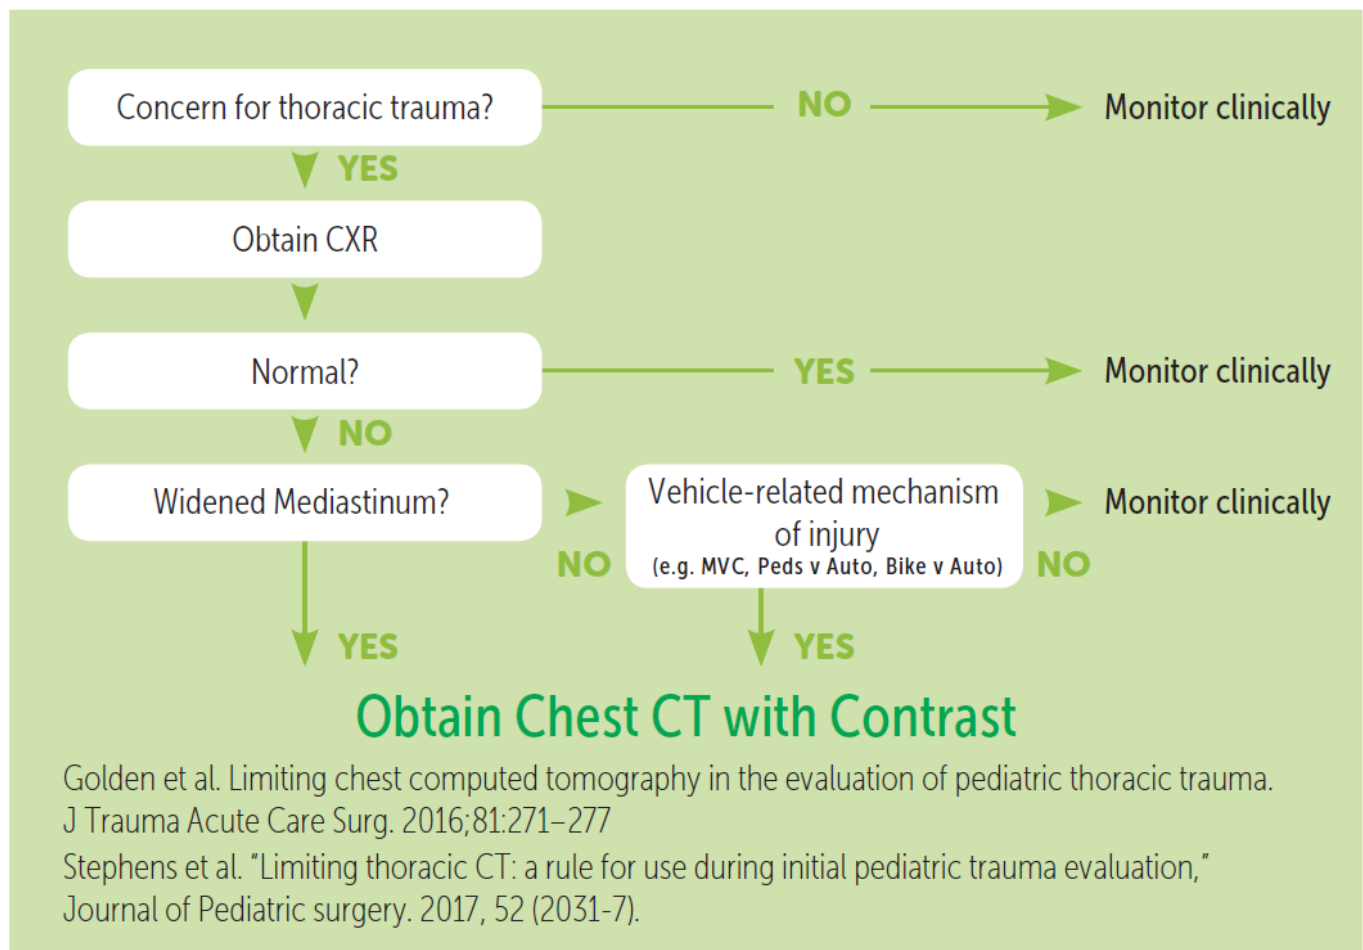 Concern for thoracic trauma?
NO
Monitor clinically
YES
Obtain CXR
Normal?
YES
Monitor clinically
NO
Widened Mediastinum?
NO
Vehicle-related mechanism
of injury
(e.g. MVC, Peds v Auto, Bike v Auto)
NO
Monitor clinically
YES
YES
Obtain Chest CT with Contrast
Golden et al. Limiting chest computed tomography in the evaluation of pediatric thoracic trauma.
J Trauma Acute Care Surg. 2016;81:271–277
Stephens et al. “Limiting thoracic CT: a rule for use during initial pediatric trauma evaluation,”
Journal of Pediatric surgery. 2017, 52 (2031-7).